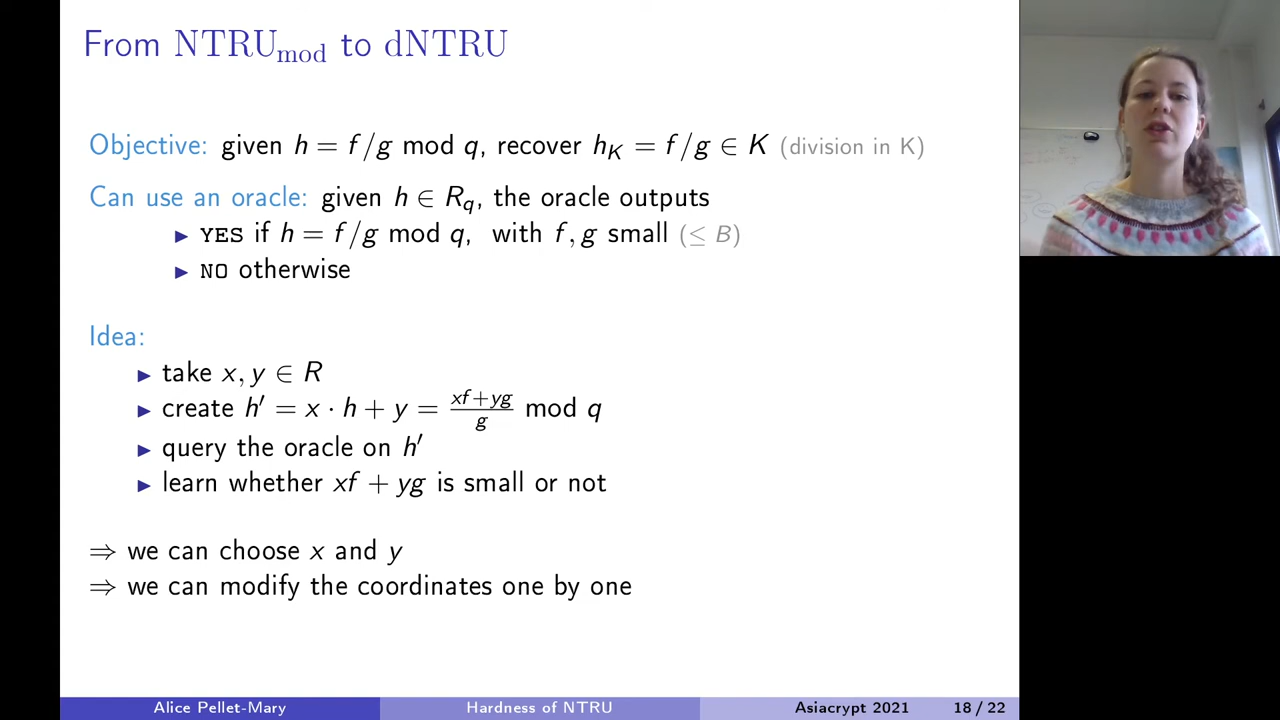 From NTRU_mod to dNTRU
Objective: given h = f/g mod q, recover h_K = f/g ∈ K (division in K)
Can use an oracle: given h ∈ R_q, the oracle outputs
▶ YES if h = f/g mod q, with f, g small (≤ B)
▶ NO otherwise
Idea:
▶ take x, y ∈ R
▶ create h′ = x · h + y = (xf+yg)/g mod q
▶ query the oracle on h′
▶ learn whether xf + yg is small or not
⇒ we can choose x and y
⇒ we can modify the coordinates one by one
Alice Pellet-Mary Hardness of NTRU Asiacrypt 2021 18 / 22